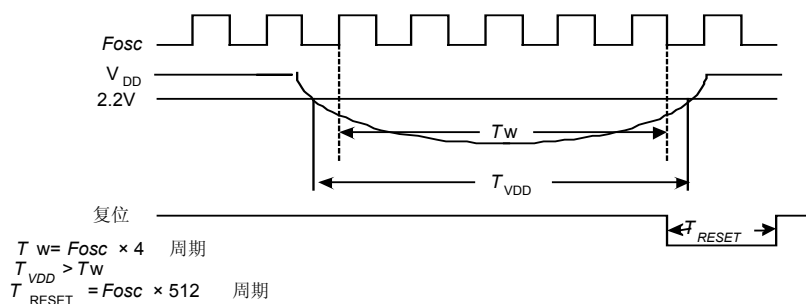 Fosc
VDD
2.2V
Tw
TVDD
复位
TRESET
T w= Fosc × 4 周期
TVDD > Tw
TRESET = Fosc × 512 周期